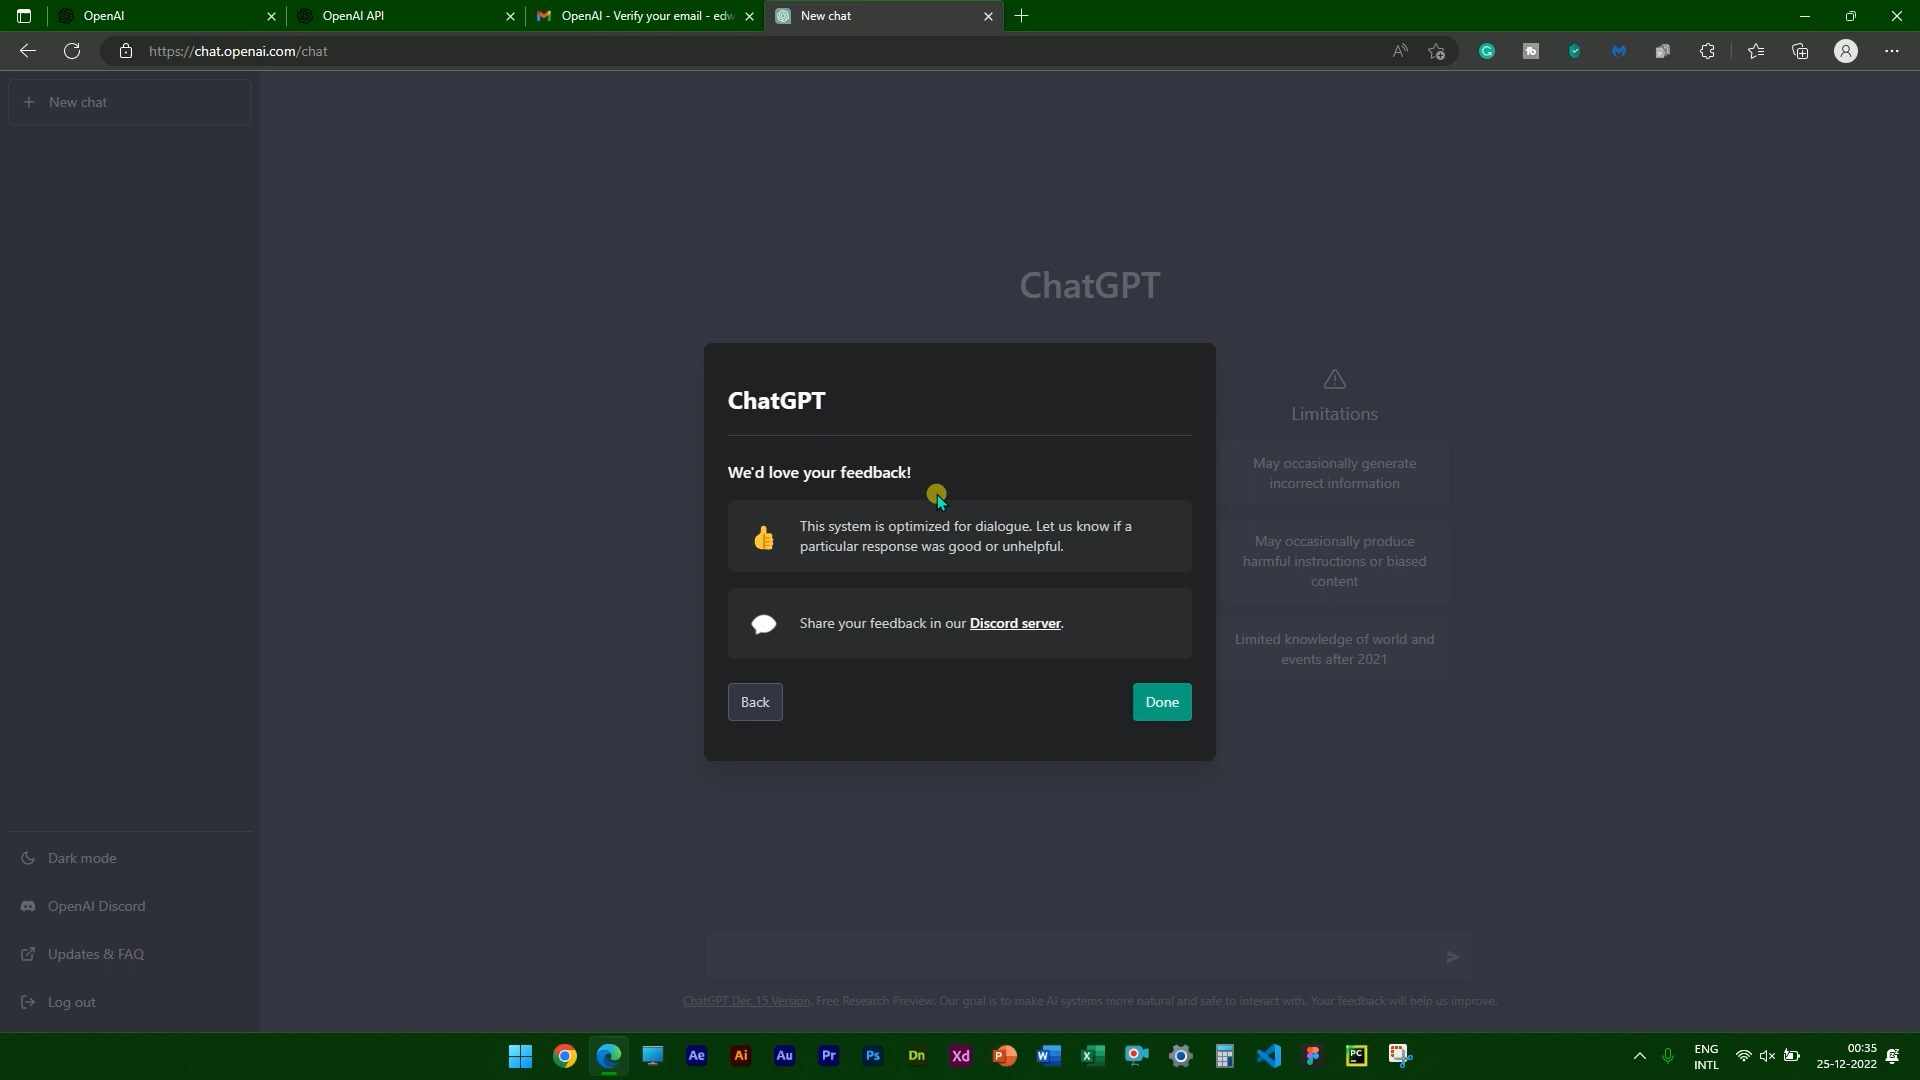 OpenAI
OpenAI API
OpenAI - Verify your email - edw
New chat
https://chat.openai.com/chat
New chat
ChatGPT
Limitations
May occasionally generate
incorrect information
May occasionally produce
harmful instructions or biased
content
Limited knowledge of world and
events after 2021
ChatGPT
We'd love your feedback!
This system is optimized for dialogue. Let us know if a
particular response was good or unhelpful.
Share your feedback in our Discord server.
Back
Done
Dark mode
OpenAI Discord
Updates & FAQ
Log out
ChatGPT Dec 15 Version. Free Research Preview. Our goal is to make AI systems more natural and safe to interact with. Your feedback will help us improve.
Ae
Ai
Au
Pr
Ps
Dn
Xd
P
W
X
PC
ENG
INTL
00:35
25-12-2022